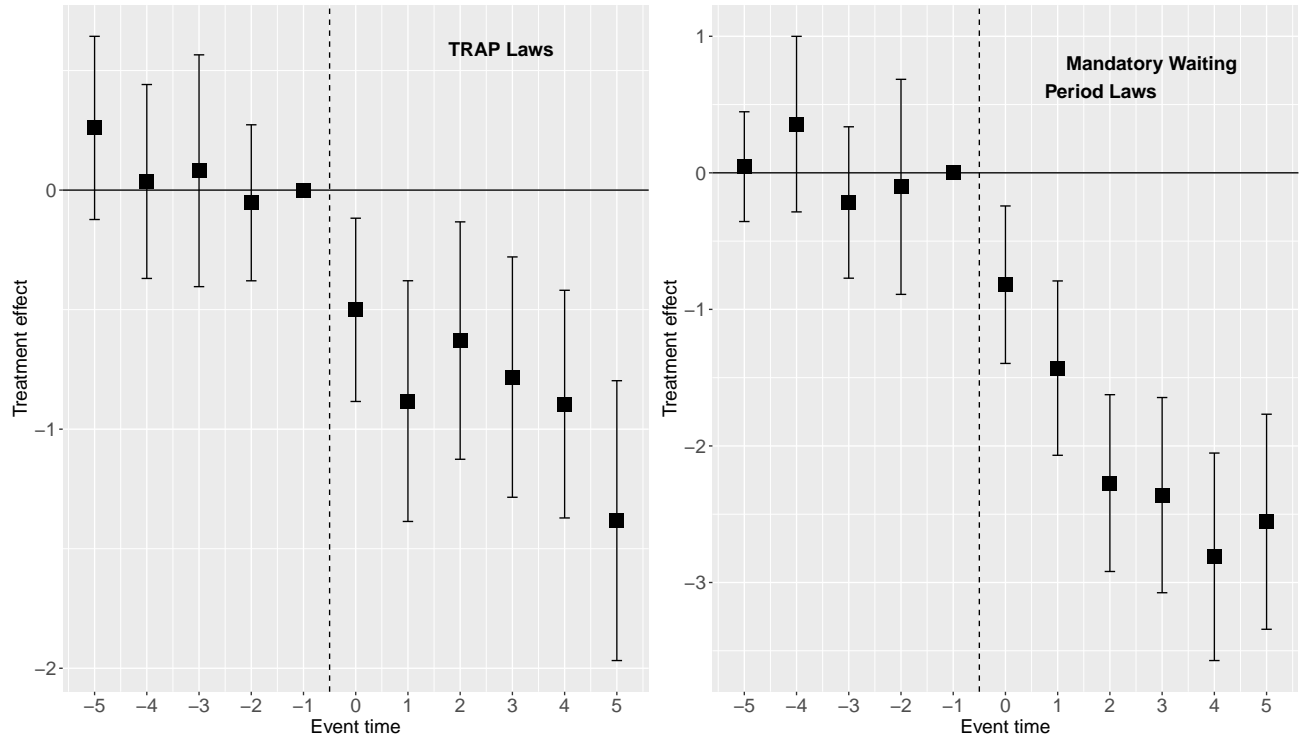 TRAP Laws
Treatment effect
0
−1
−2
−5 −4 −3 −2 −1 0 1 2 3 4 5
Event time
Mandatory Waiting
Period Laws
Treatment effect
1
0
−1
−2
−3
−5 −4 −3 −2 −1 0 1 2 3 4 5
Event time